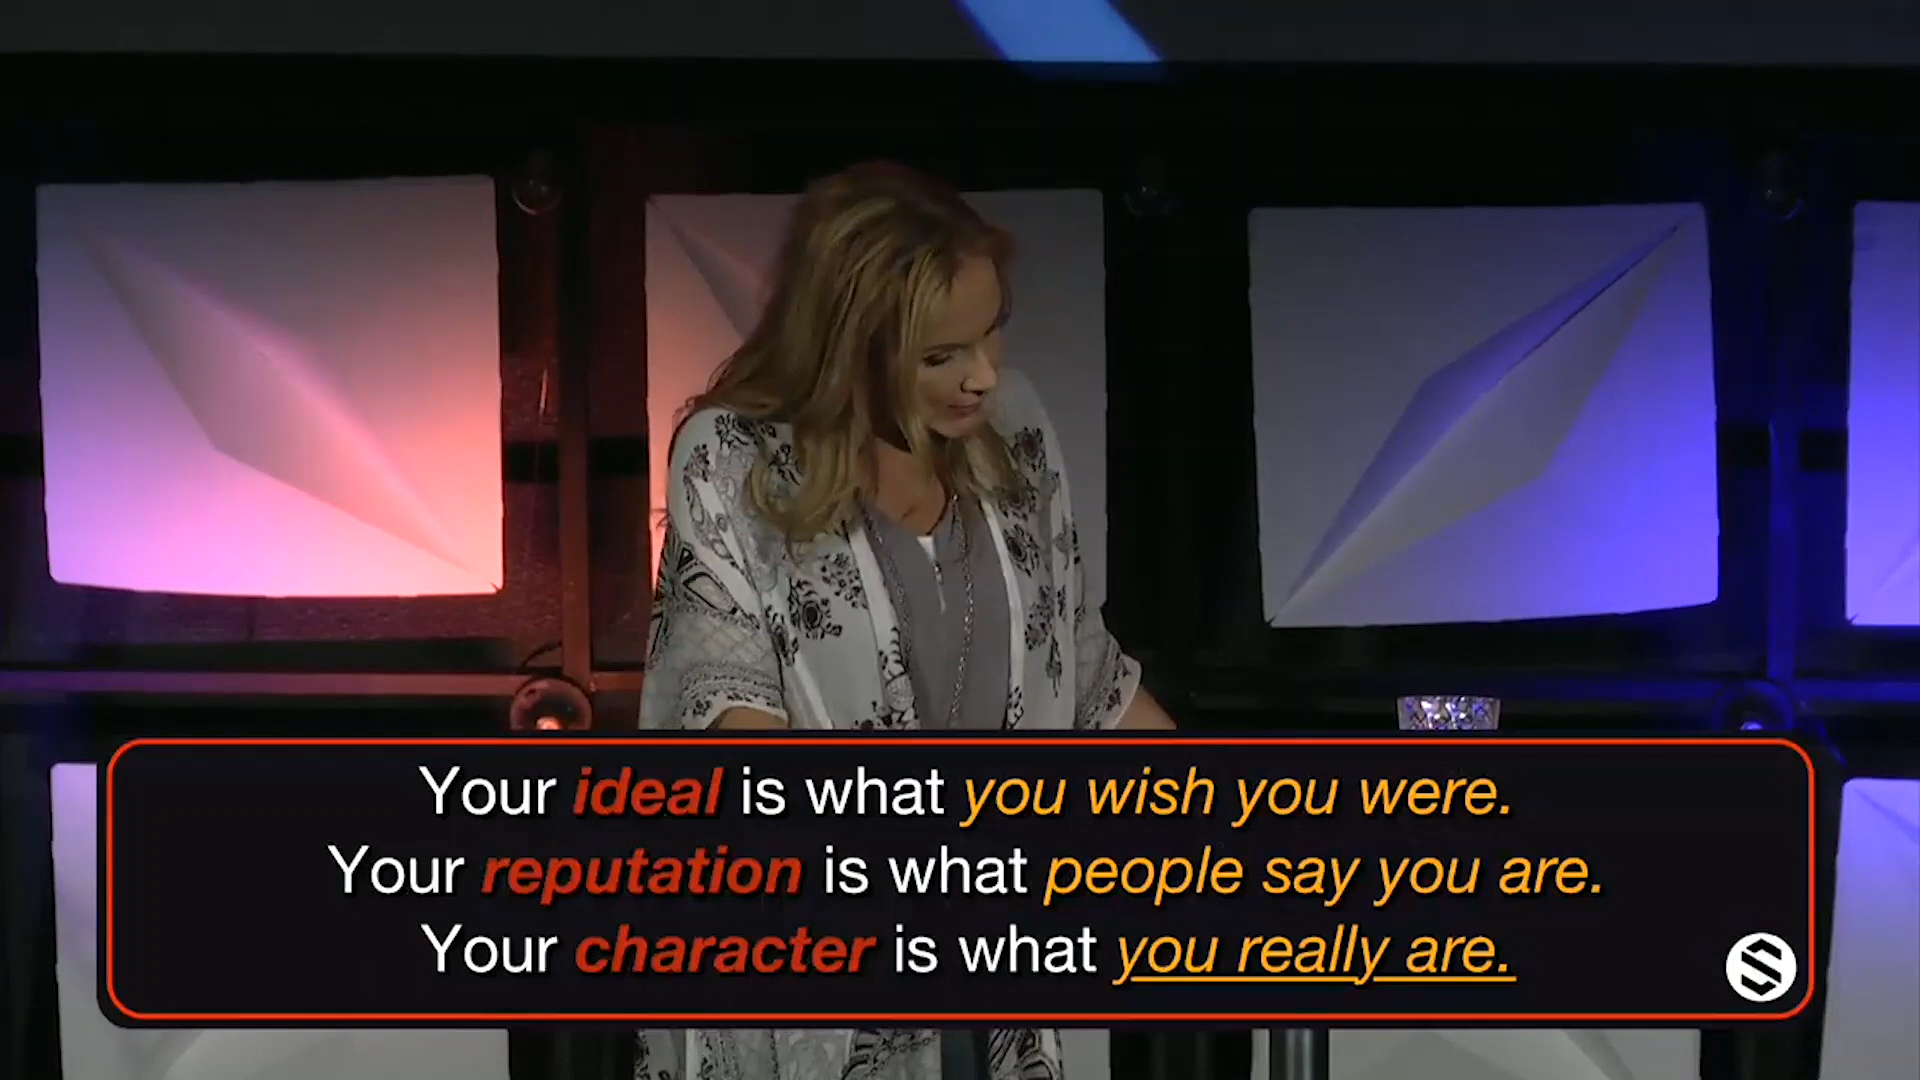 Your ideal is what you wish you were.
Your reputation is what people say you are.
Your character is what you really are.